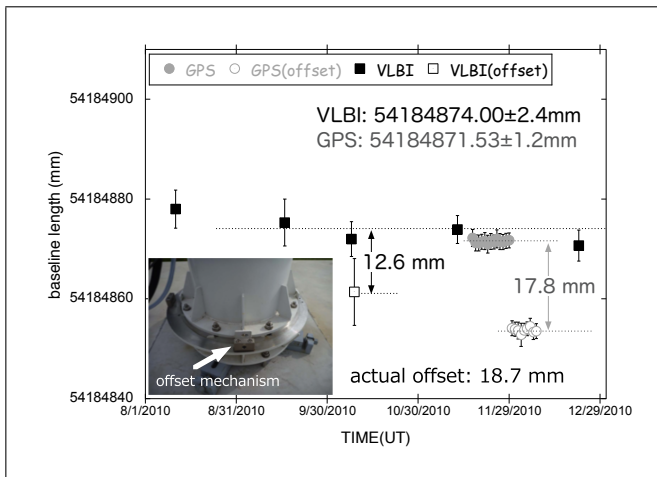 GPS GPS(offset) VLBI VLBI(offset)
54184900
VLBI: 54184874.00±2.4mm
GPS: 54184871.53±1.2mm
54184880
baseline length (mm)
12.6 mm
17.8 mm
54184860
offset mechanism
actual offset: 18.7 mm
54184840
8/1/2010 8/31/2010 9/30/2010 10/30/2010 11/29/2010 12/29/2010
TIME(UT)